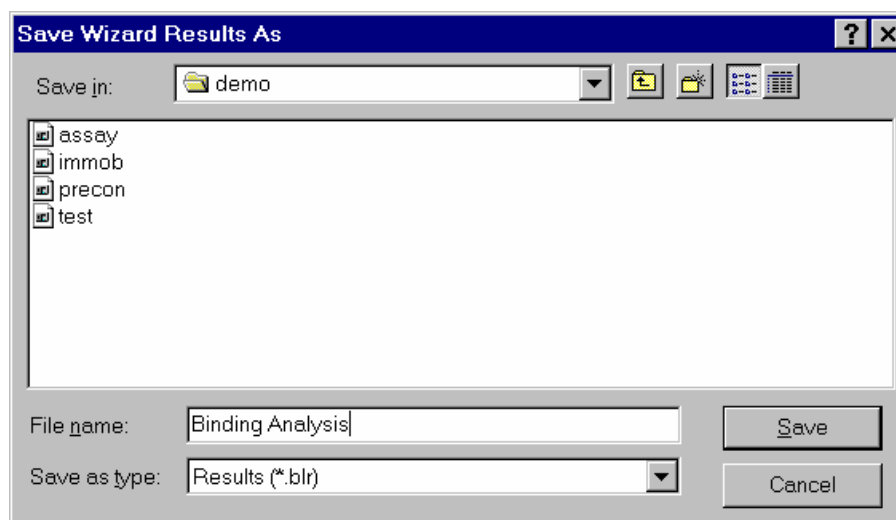 Save Wizard Results As
Save in: demo
assay
immob
precon
test
File name: Binding Analysis Save
Save as type: Results (*.blr) Cancel